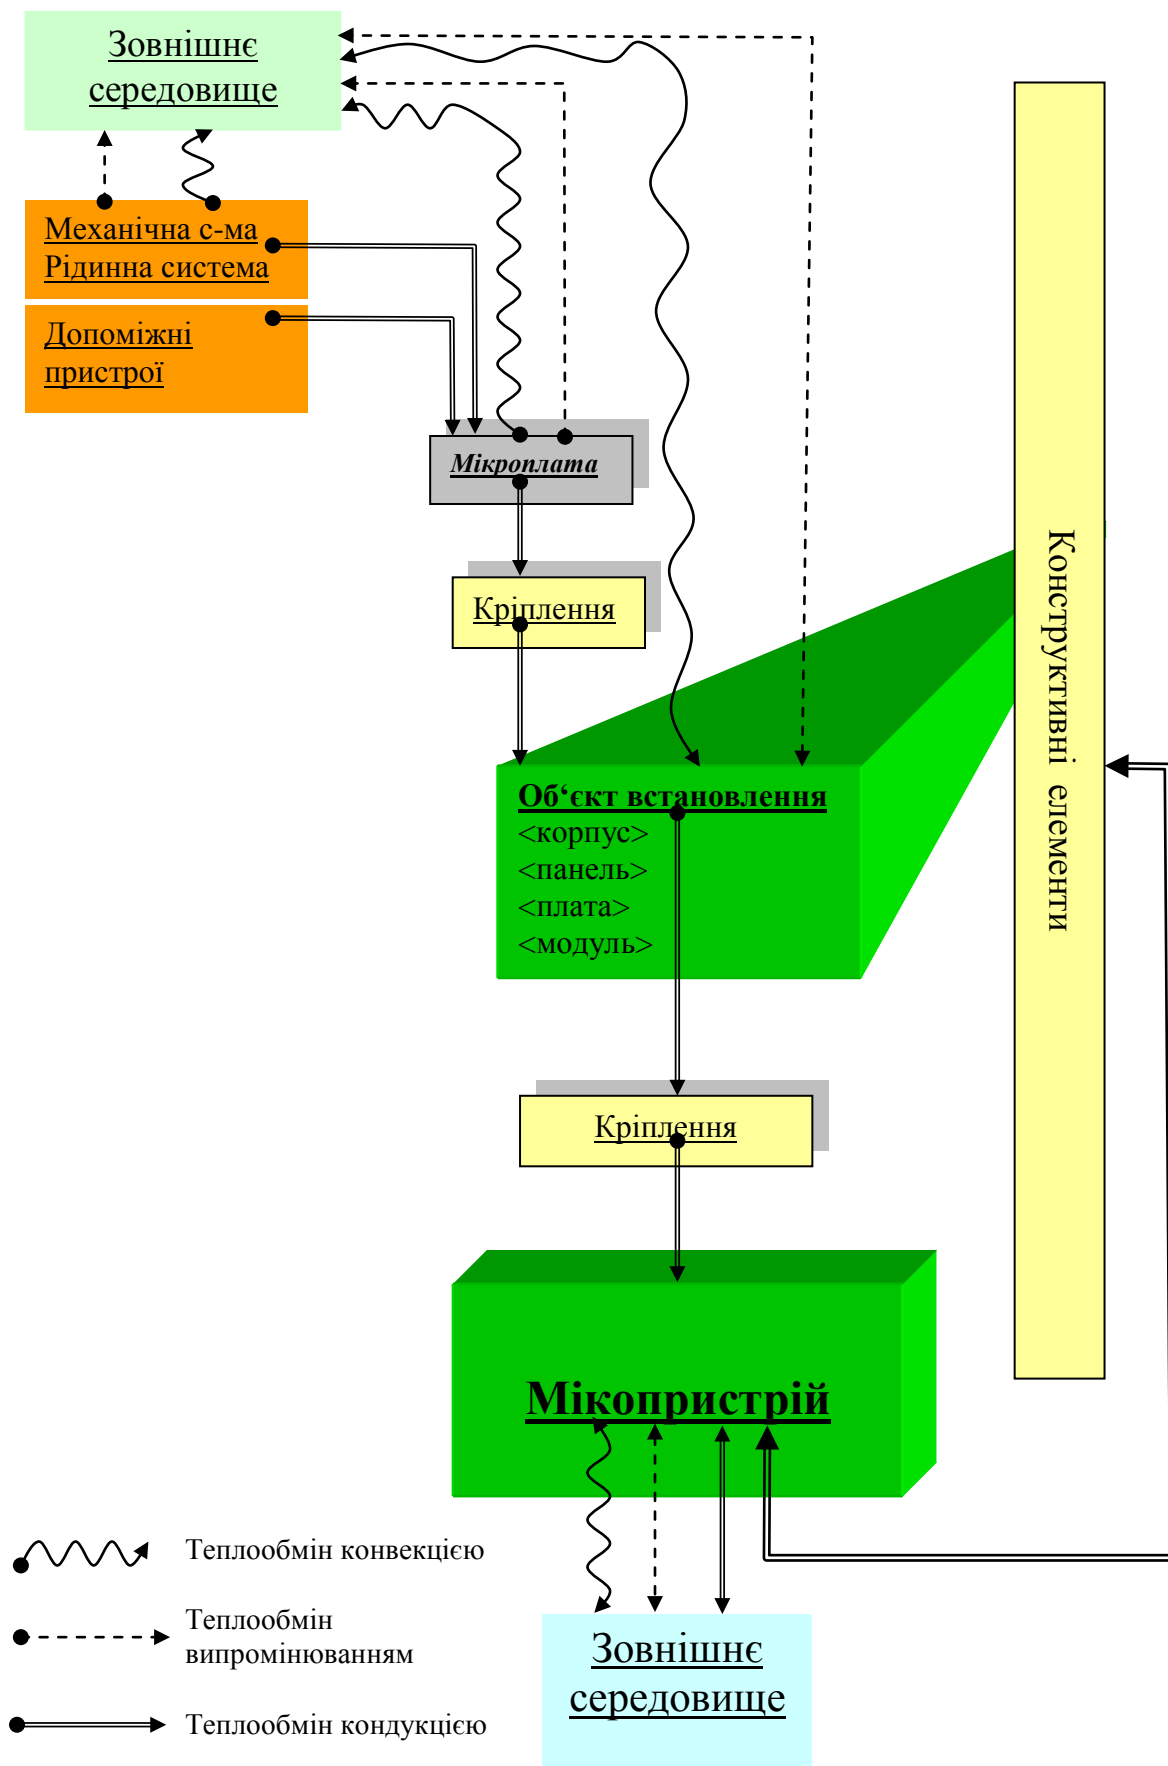 Зовнішнє
середовище
Механічна с-ма
Рідинна система
Допоміжні
пристрої
Мікроплата
Кріплення
Конструктивні елементи
Об‘єкт встановлення
<корпус>
<панель>
<плата>
<модуль>
Кріплення
Мікопристрій
Теплообмін конвекцією
Теплообмін
випромінюванням
Теплообмін кондукцією
Зовнішнє
середовище